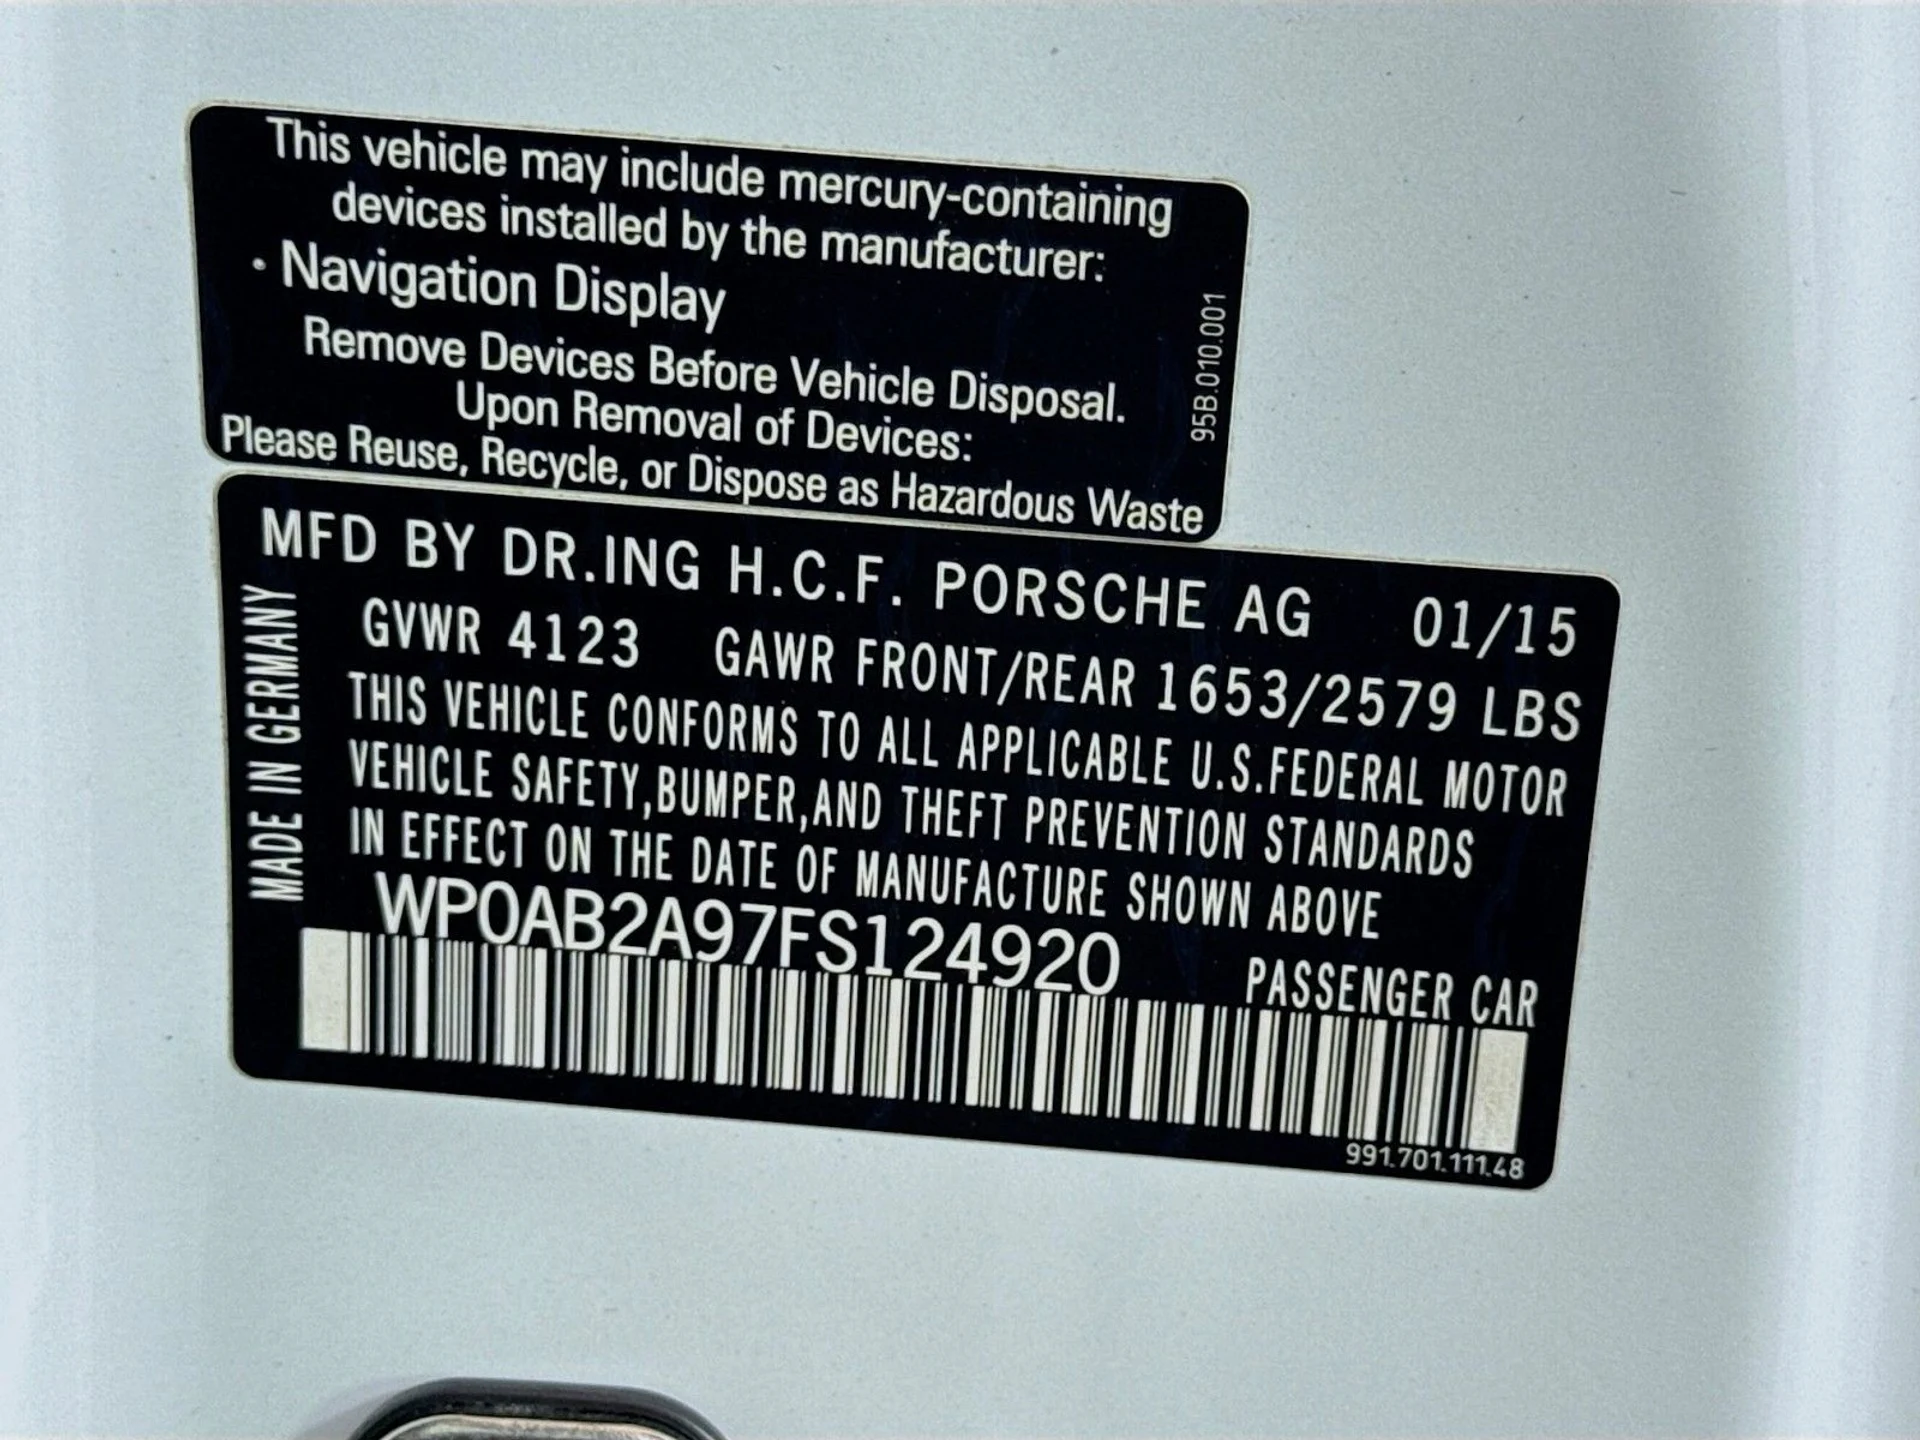 This vehicle may include mercury-containing
devices installed by the manufacturer:
· Navigation Display
Remove Devices Before Vehicle Disposal.
Upon Removal of Devices:
Please Reuse, Recycle, or Dispose as Hazardous Waste
95B.010.001
MFD BY DR.ING H.C.F. PORSCHE AG 01/15
GVWR 4123 GAWR FRONT/REAR 1653/2579 LBS
THIS VEHICLE CONFORMS TO ALL APPLICABLE U.S.FEDERAL MOTOR
VEHICLE SAFETY,BUMPER,AND THEFT PREVENTION STANDARDS
IN EFFECT ON THE DATE OF MANUFACTURE SHOWN ABOVE
WP0AB2A97FS124920 PASSENGER CAR
MADE IN GERMANY
991.701.111.48